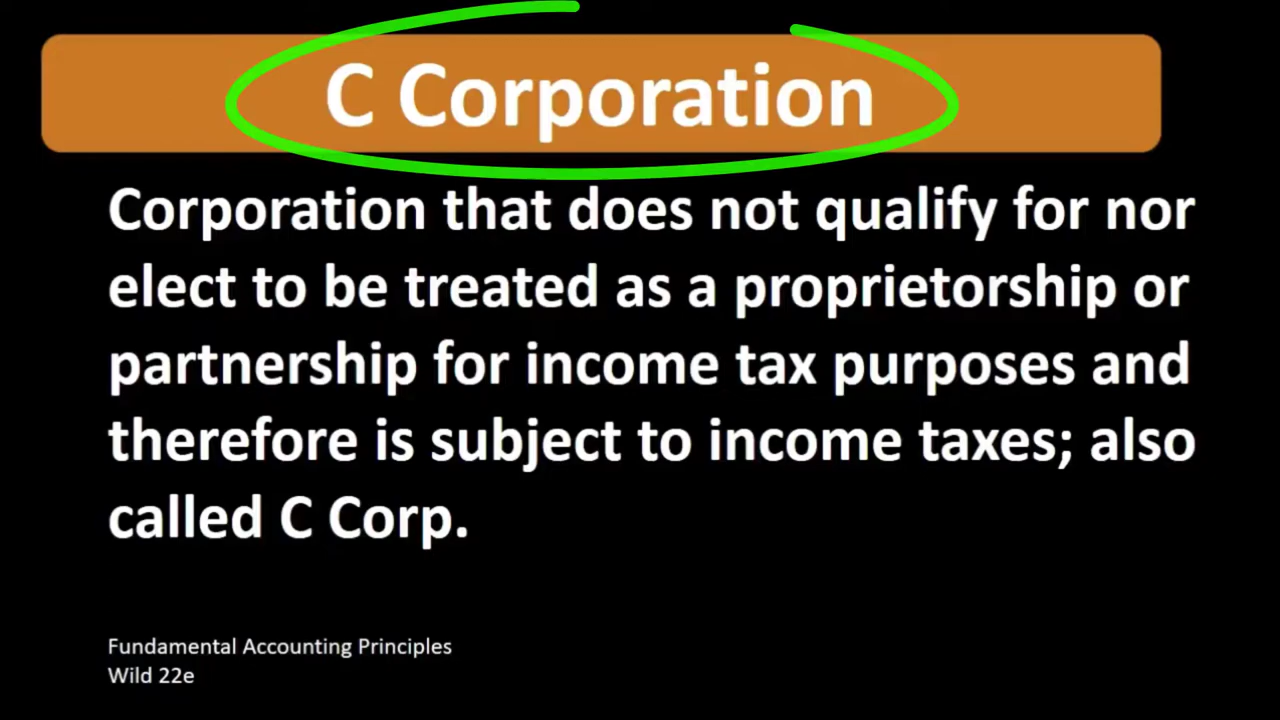 C Corporation
Corporation that does not qualify for nor
elect to be treated as a proprietorship or
partnership for income tax purposes and
therefore is subject to income taxes; also
called C Corp.
Fundamental Accounting Principles
Wild 22e